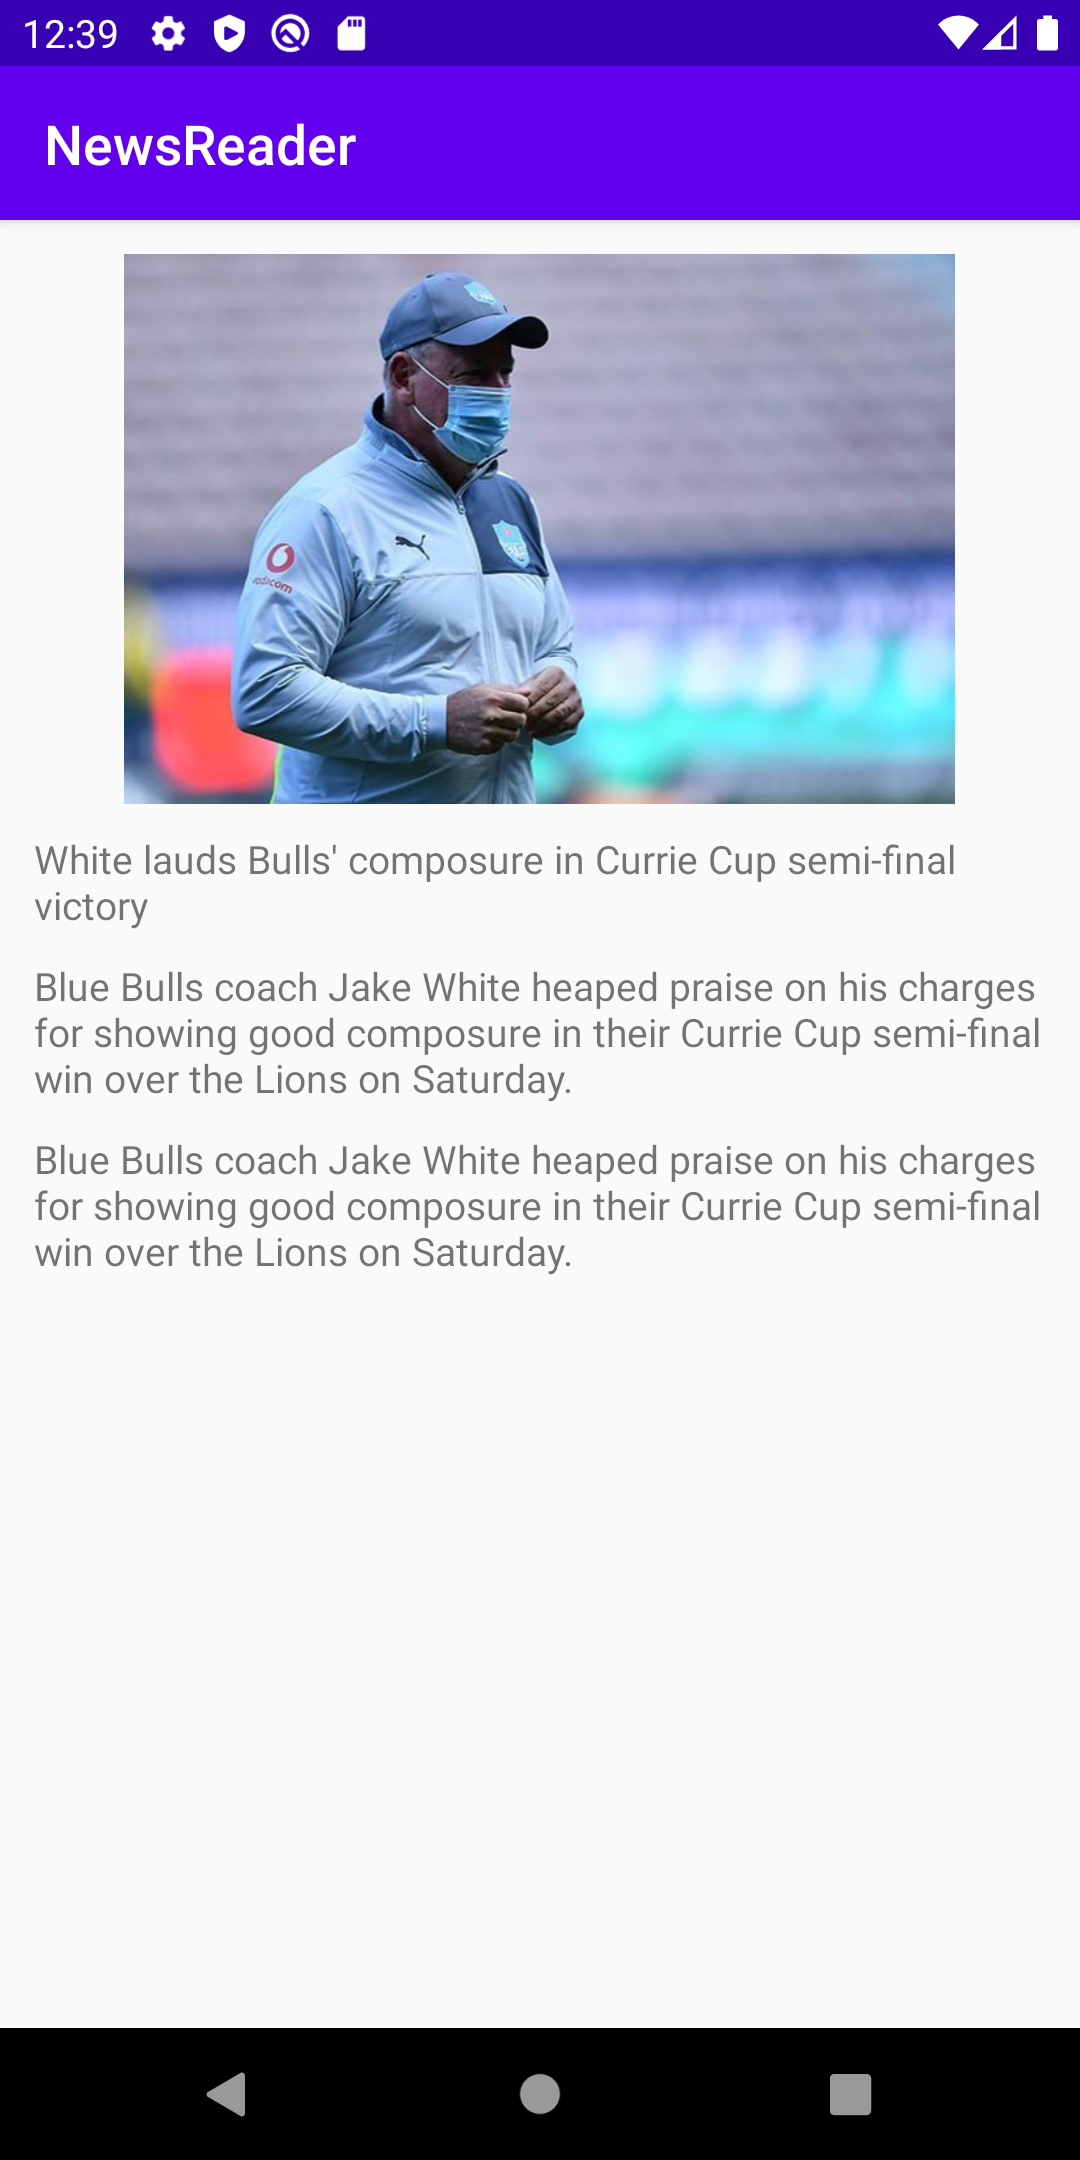 12:39
NewsReader
vodacom
White lauds Bulls' composure in Currie Cup semi-final
victory
Blue Bulls coach Jake White heaped praise on his charges
for showing good composure in their Currie Cup semi-final
win over the Lions on Saturday.
Blue Bulls coach Jake White heaped praise on his charges
for showing good composure in their Currie Cup semi-final
win over the Lions on Saturday.